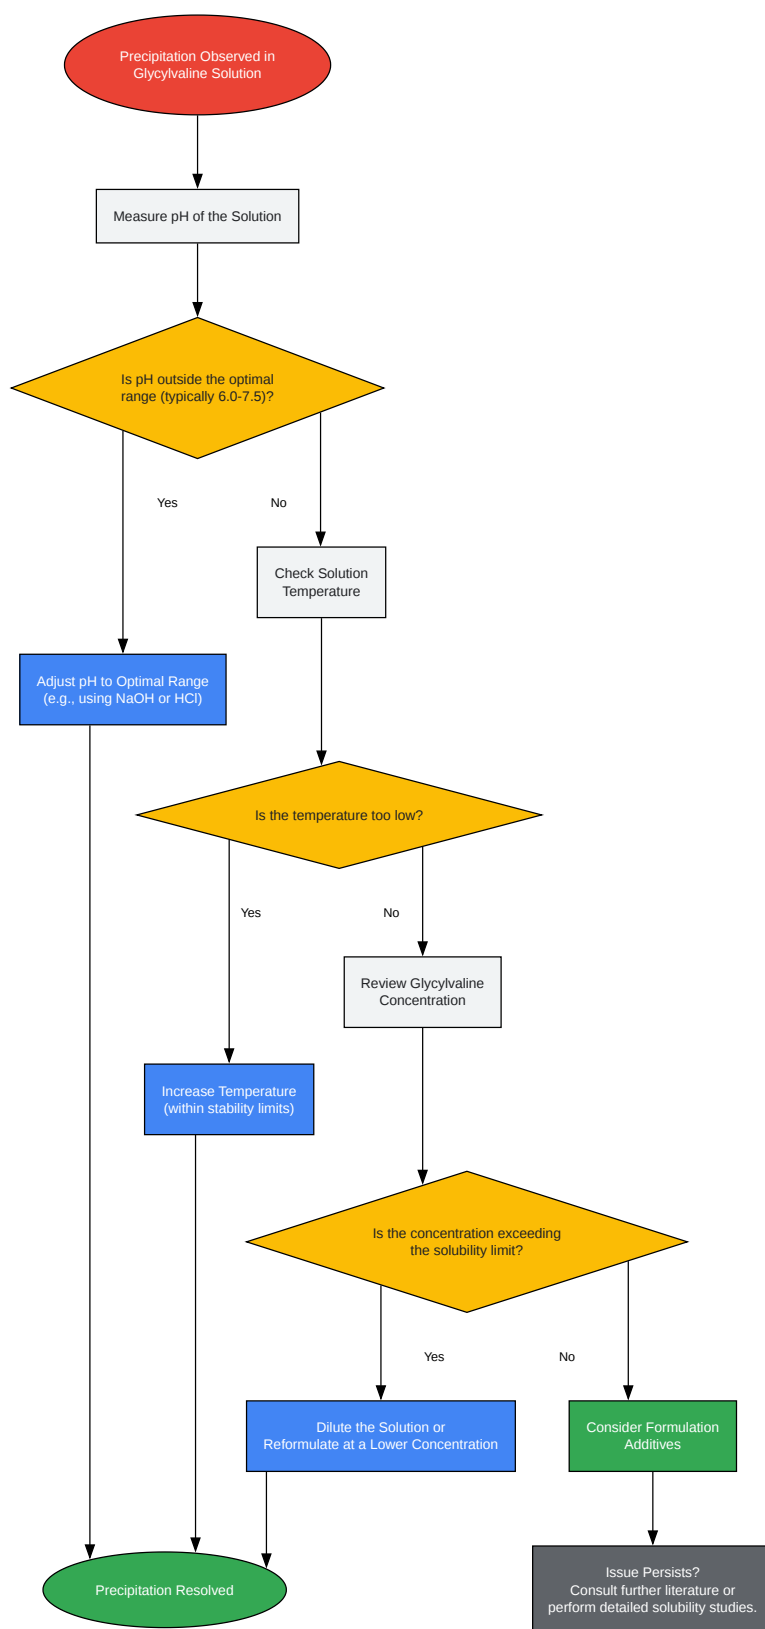 Precipitation Observed in
Glycylvaline Solution
Measure pH of the Solution
Is pH outside the optimal
range (typically 6.0-7.5)?
Yes
No
Check Solution
Temperature
Adjust pH to Optimal Range
(e.g., using NaOH or HCl)
Is the temperature too low?
Yes
No
Review Glycylvaline
Concentration
Increase Temperature
(within stability limits)
Is the concentration exceeding
the solubility limit?
Yes
No
Dilute the Solution or
Reformulate at a Lower Concentration
Consider Formulation
Additives
Precipitation Resolved
Issue Persists?
Consult further literature or
perform detailed solubility studies.